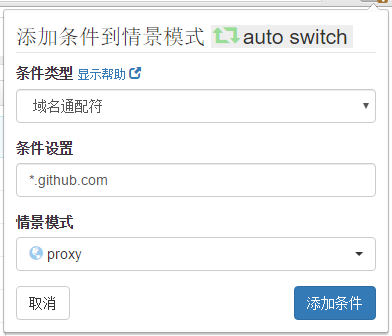 添加条件到情景模式 auto switch
条件类型 显示帮助
域名通配符
条件设置
*.github.com
情景模式
proxy
取消 添加条件